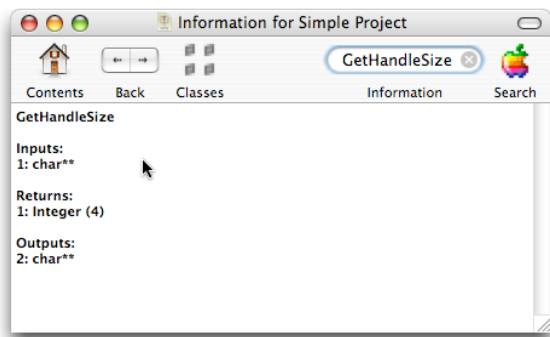 Information for Simple Project
GetHandleSize
Contents
Back
Classes
Information
Search
GetHandleSize
Inputs:
1: char**
Returns:
1: Integer (4)
Outputs:
2: char**